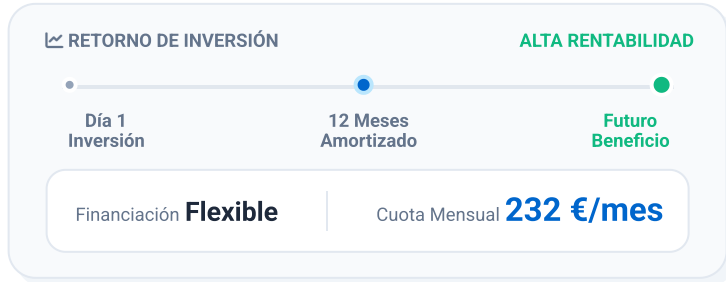 RETORNO DE INVERSIÓN
ALTA RENTABILIDAD
Día 1
Inversión
12 Meses
Amortizado
Futuro
Beneficio
Financiación Flexible
Cuota Mensual 232 €/mes